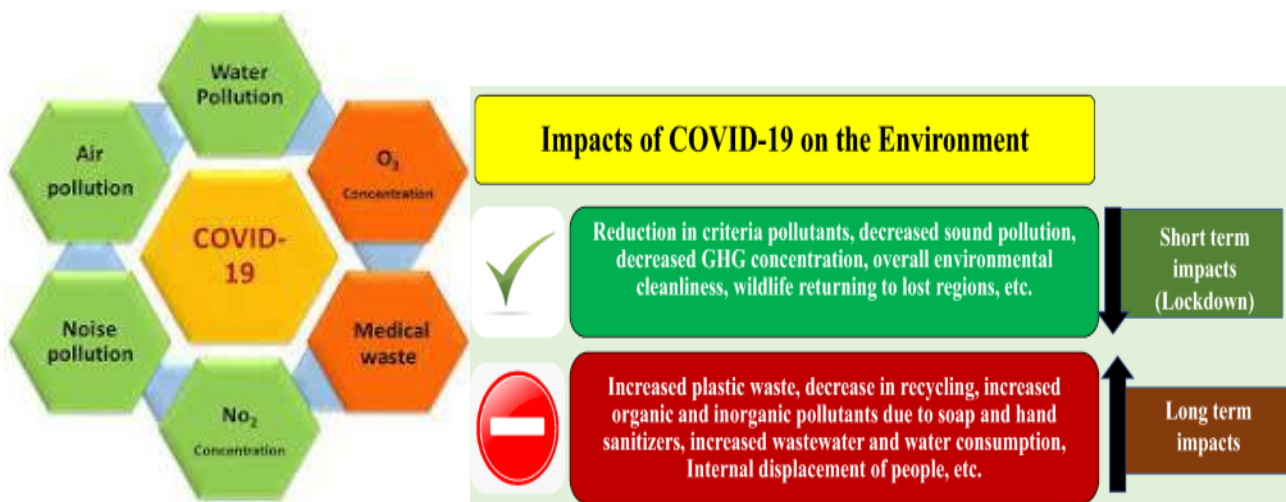 Water
Pollution
Air
pollution
O₃
Concentration
COVID-
19
Noise
pollution
Medical
waste
No₂
Concentration
Impacts of COVID-19 on the Environment
Reduction in criteria pollutants, decreased sound pollution,
decreased GHG concentration, overall environmental
cleanliness, wildlife returning to lost regions, etc.
Short term
impacts
(Lockdown)
Increased plastic waste, decrease in recycling, increased
organic and inorganic pollutants due to soap and hand
sanitizers, increased wastewater and water consumption,
Internal displacement of people, etc.
Long term
impacts